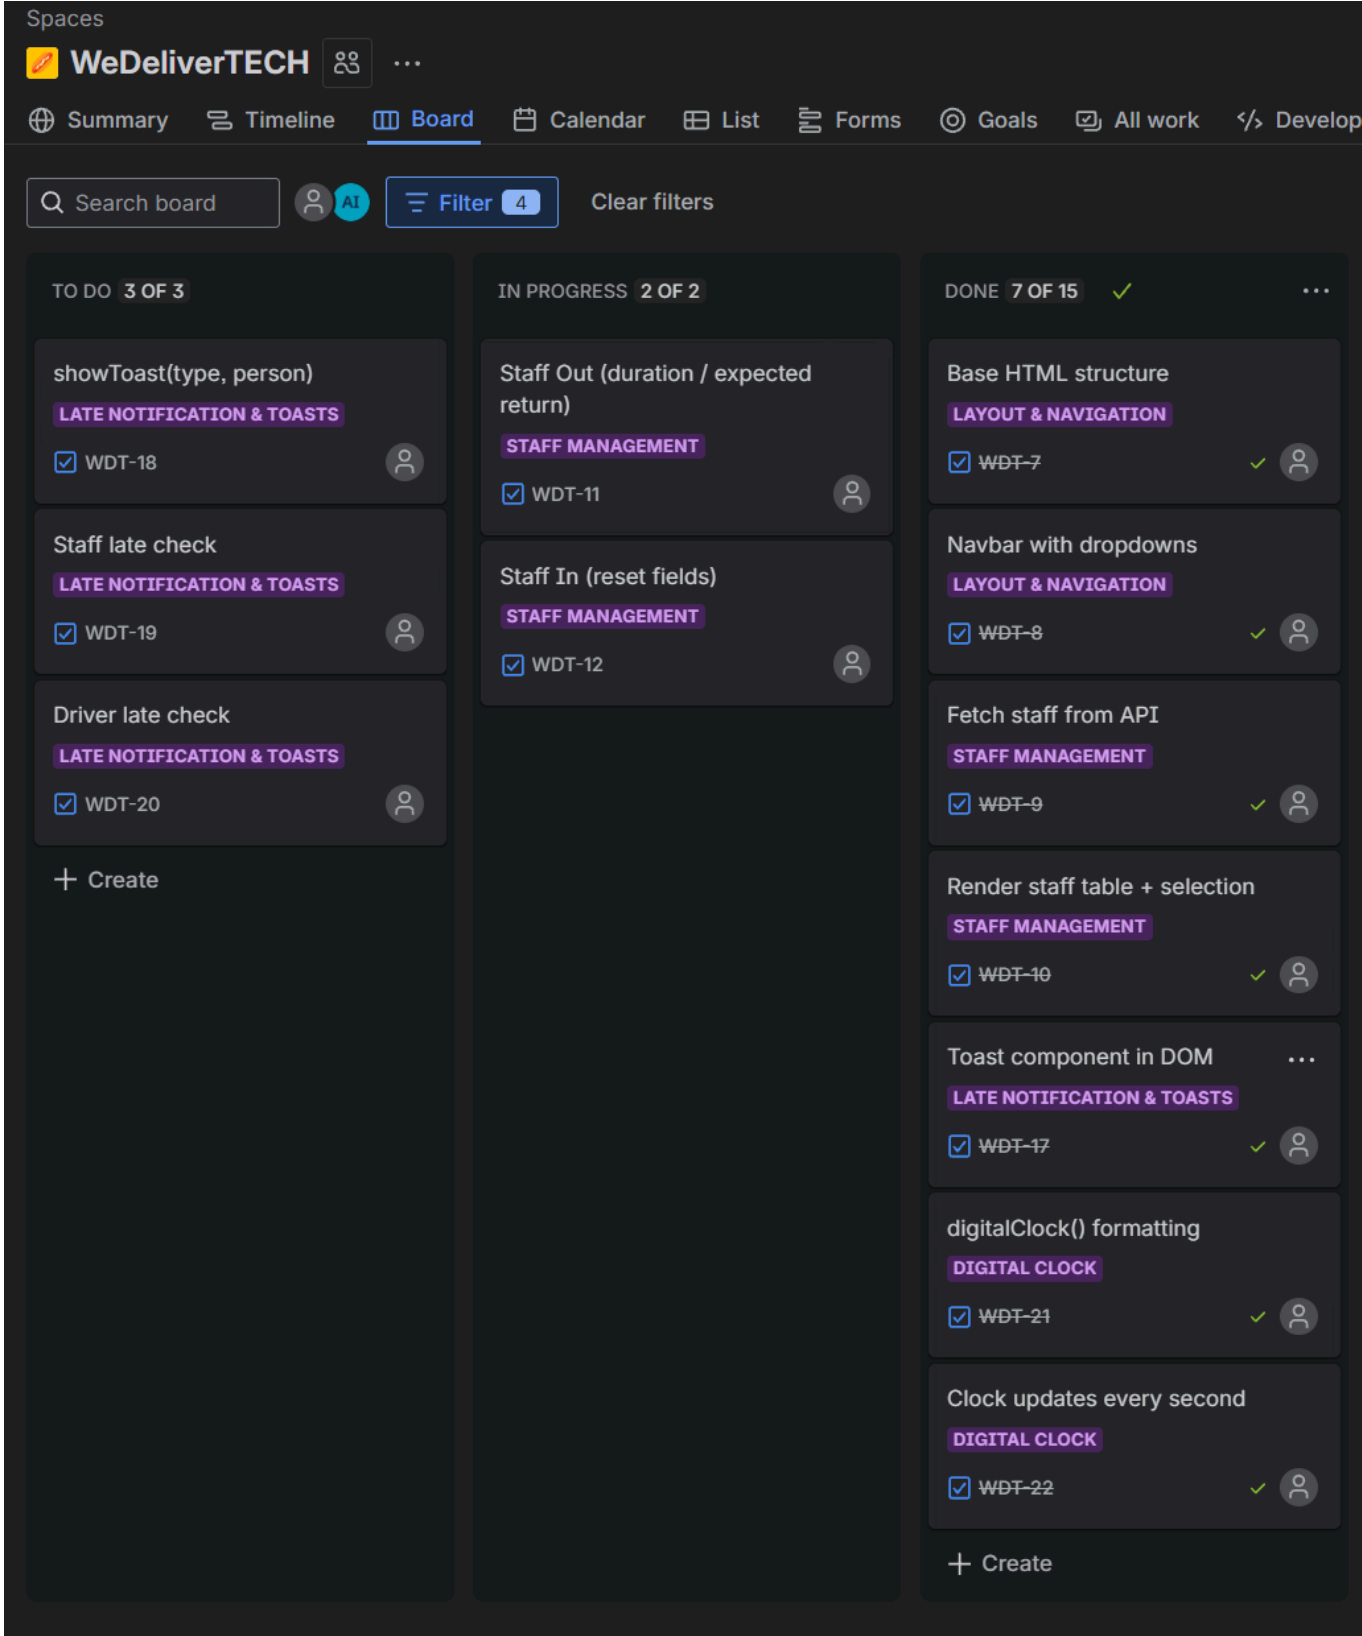 Spaces
WeDeliverTECH
Summary Timeline Board Calendar List Forms Goals All work Develop
Search board AI Filter 4 Clear filters
TO DO 3 OF 3
showToast(type, person)
LATE NOTIFICATION & TOASTS
WDT-18
Staff late check
LATE NOTIFICATION & TOASTS
WDT-19
Driver late check
LATE NOTIFICATION & TOASTS
WDT-20
+ Create
IN PROGRESS 2 OF 2
Staff Out (duration / expected
return)
STAFF MANAGEMENT
WDT-11
Staff In (reset fields)
STAFF MANAGEMENT
WDT-12
DONE 7 OF 15
Base HTML structure
LAYOUT & NAVIGATION
WDT-7
Navbar with dropdowns
LAYOUT & NAVIGATION
WDT-8
Fetch staff from API
STAFF MANAGEMENT
WDT-9
Render staff table + selection
STAFF MANAGEMENT
WDT-10
Toast component in DOM
LATE NOTIFICATION & TOASTS
WDT-17
digitalClock() formatting
DIGITAL CLOCK
WDT-21
Clock updates every second
DIGITAL CLOCK
WDT-22
+ Create